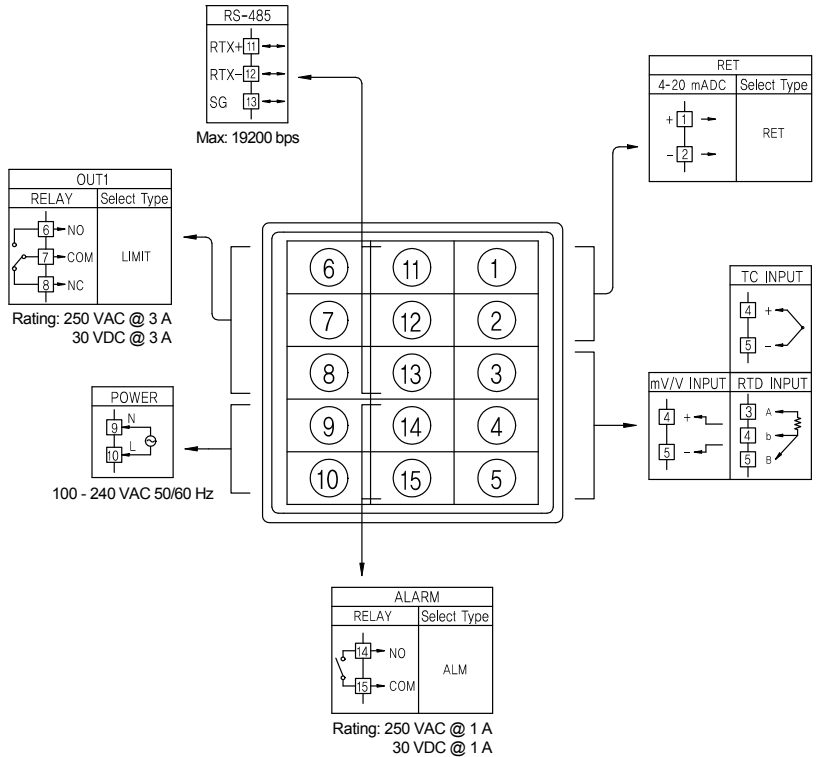 RS-485
RTX+ 11
RTX- 12
SG 13
Max: 19200 bps
RET
4-20 mADC Select Type
+ 1
- 2
RET
OUT1
RELAY Select Type
6 NO
7 COM
8 NC
LIMIT
Rating: 250 VAC @ 3 A
30 VDC @ 3 A
POWER
9 N
10 L
100 - 240 VAC 50/60 Hz
6 11 1
7 12 2
8 13 3
9 14 4
10 15 5
TC INPUT
4 +
5 -
mV/V INPUT
4 +
5 -
RTD INPUT
3 A
4 b
5 B
ALARM
RELAY Select Type
14 NO
15 COM
ALM
Rating: 250 VAC @ 1 A
30 VDC @ 1 A